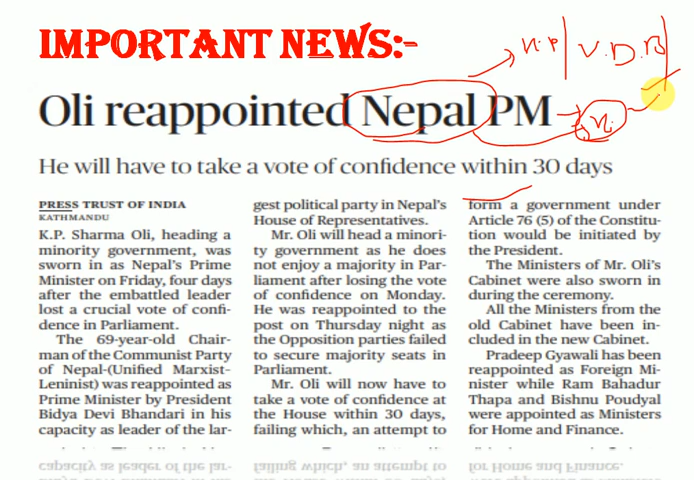 IMPORTANT NEWS:-
N.P | V.D.B |
Oli reappointed Nepal PM
He will have to take a vote of confidence within 30 days
PRESS TRUST OF INDIA
KATHMANDU
K.P. Sharma Oli, heading a
minority government, was
sworn in as Nepal's Prime
Minister on Friday, four days
after the embattled leader
lost a crucial vote of confi-
dence in Parliament.
The 69-year-old Chair-
man of the Communist Party
of Nepal-(Unified Marxist-
Leninist) was reappointed as
Prime Minister by President
Bidya Devi Bhandari in his
capacity as leader of the lar-
gest political party in Nepal's
House of Representatives.
Mr. Oli will head a minori-
ty government as he does
not enjoy a majority in Par-
liament after losing the vote
of confidence on Monday.
He was reappointed to the
post on Thursday night as
the Opposition parties failed
to secure majority seats in
Parliament.
Mr. Oli will now have to
take a vote of confidence at
the House within 30 days,
failing which, an attempt to
form a government under
Article 76 (5) of the Constitu-
tion would be initiated by
the President.
The Ministers of Mr. Oli's
Cabinet were also sworn in
during the ceremony.
All the Ministers from the
old Cabinet have been in-
cluded in the new Cabinet.
Pradeep Gyawali has been
reappointed as Foreign Mi-
nister while Ram Bahadur
Thapa and Bishnu Poudyal
were appointed as Ministers
for Home and Finance.